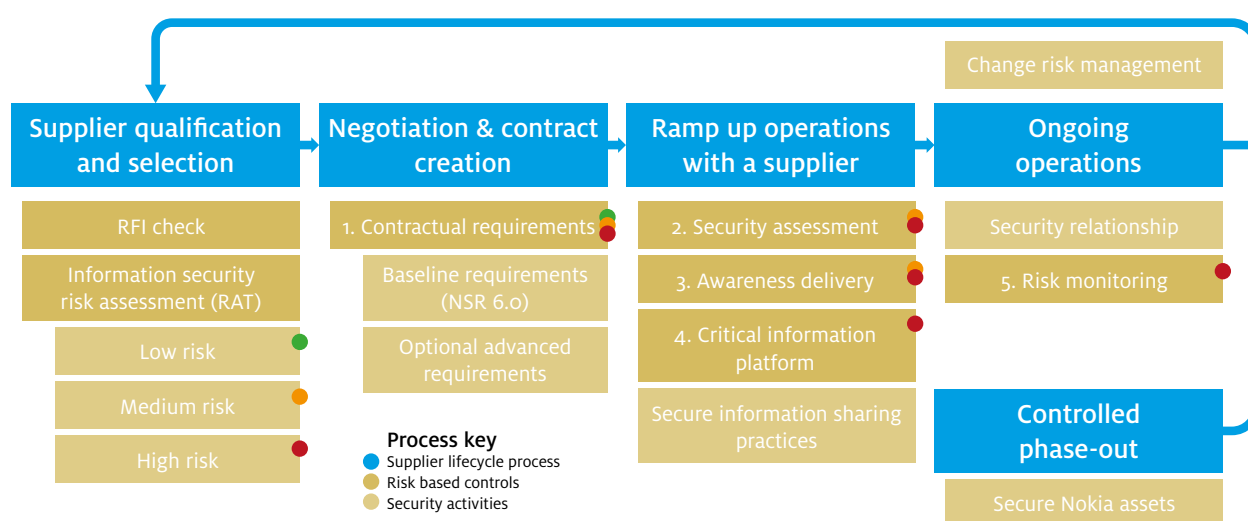 Change risk management
Supplier qualification
and selection
Negotiation & contract
creation
Ramp up operations
with a supplier
Ongoing
operations
RFI check
Information security
risk assessment (RAT)
Low risk
Medium risk
High risk
1. Contractual requirements
Baseline requirements
(NSR 6.0)
Optional advanced
requirements
2. Security assessment
3. Awareness delivery
4. Critical information
platform
Secure information sharing
practices
Security relationship
5. Risk monitoring
Controlled
phase-out
Secure Nokia assets
Process key
Supplier lifecycle process
Risk based controls
Security activities